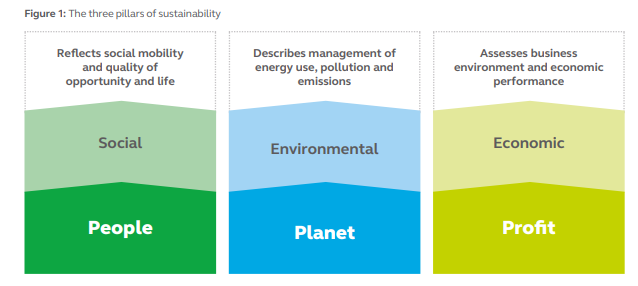 Figure 1: The three pillars of sustainability
Reflects social mobility
and quality of
opportunity and life
Social
People
Describes management of
energy use, pollution and
emissions
Environmental
Planet
Assesses business
environment and economic
performance
Economic
Profit